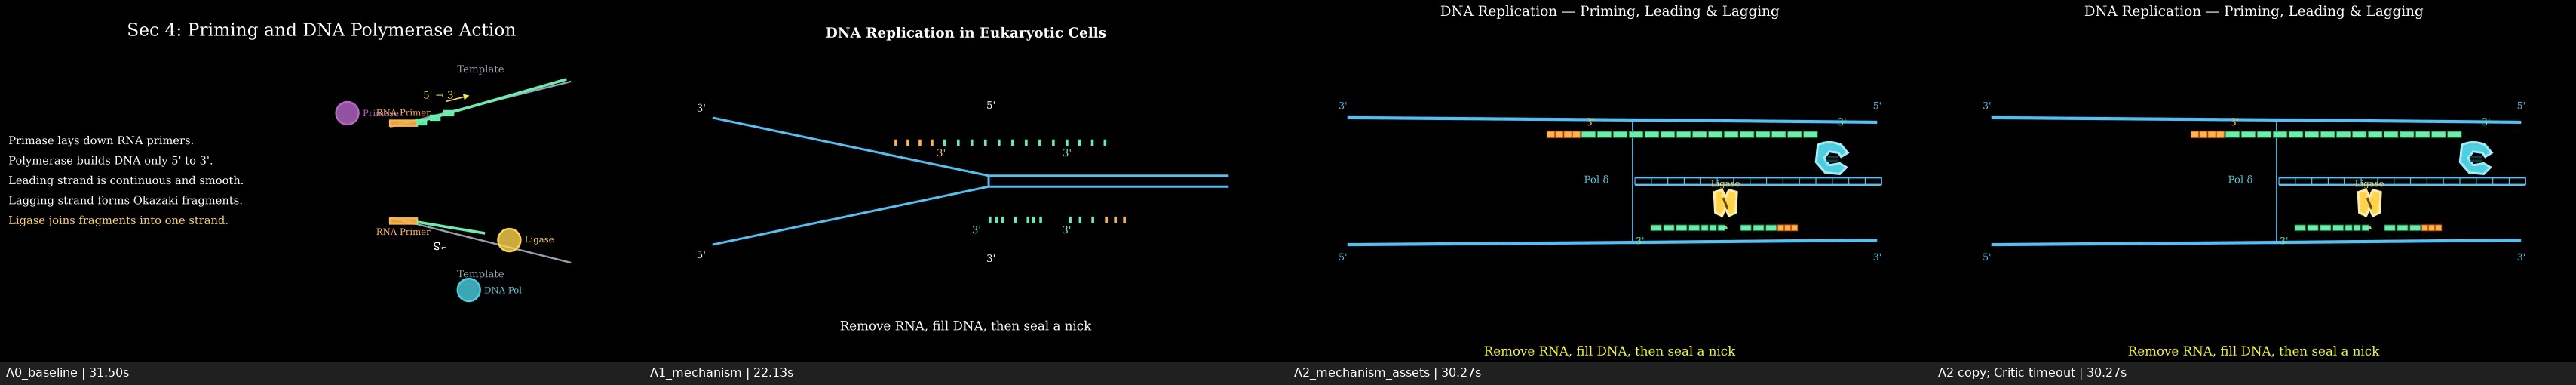 Sec 4: Priming and DNA Polymerase Action
Template
5' → 3'
RNA Primer
Primase lays down RNA primers.
Polymerase builds DNA only 5' to 3'.
Leading strand is continuous and smooth.
Lagging strand forms Okazaki fragments.
Ligase joins fragments into one strand.
RNA Primer
Ligase
Template
DNA Pol
A0_baseline | 31.50s
DNA Replication in Eukaryotic Cells
3'
5'
3'
3'
3'
3'
5'
3'
Remove RNA, fill DNA, then seal a nick
A1_mechanism | 22.13s
DNA Replication — Priming, Leading & Lagging
3'
5'
3'
3'
Pol δ
Ligase
3'
5'
3'
Remove RNA, fill DNA, then seal a nick
A2_mechanism_assets | 30.27s
DNA Replication — Priming, Leading & Lagging
3'
5'
3'
3'
Pol δ
Ligase
3'
5'
3'
Remove RNA, fill DNA, then seal a nick
A2 copy; Critic timeout | 30.27s